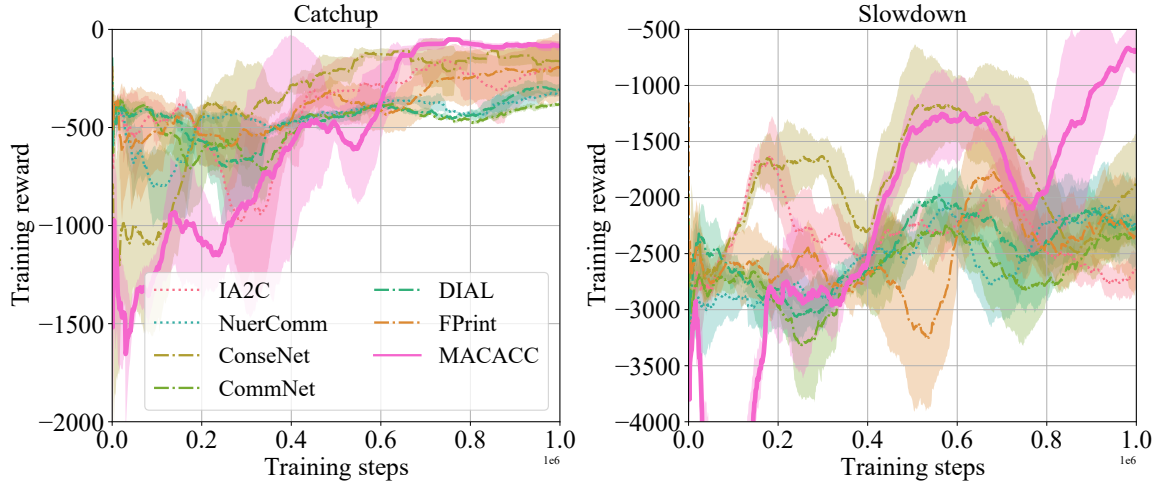 Catchup
Training reward
0
−500
−1000
−1500
−2000
IA2C
NuerComm
ConseNet
CommNet
DIAL
FPrint
MACACC
0.0 0.2 0.4 0.6 0.8 1.0
1e6
Training steps
Slowdown
Training reward
−500
−1000
−1500
−2000
−2500
−3000
−3500
−4000
0.0 0.2 0.4 0.6 0.8 1.0
1e6
Training steps